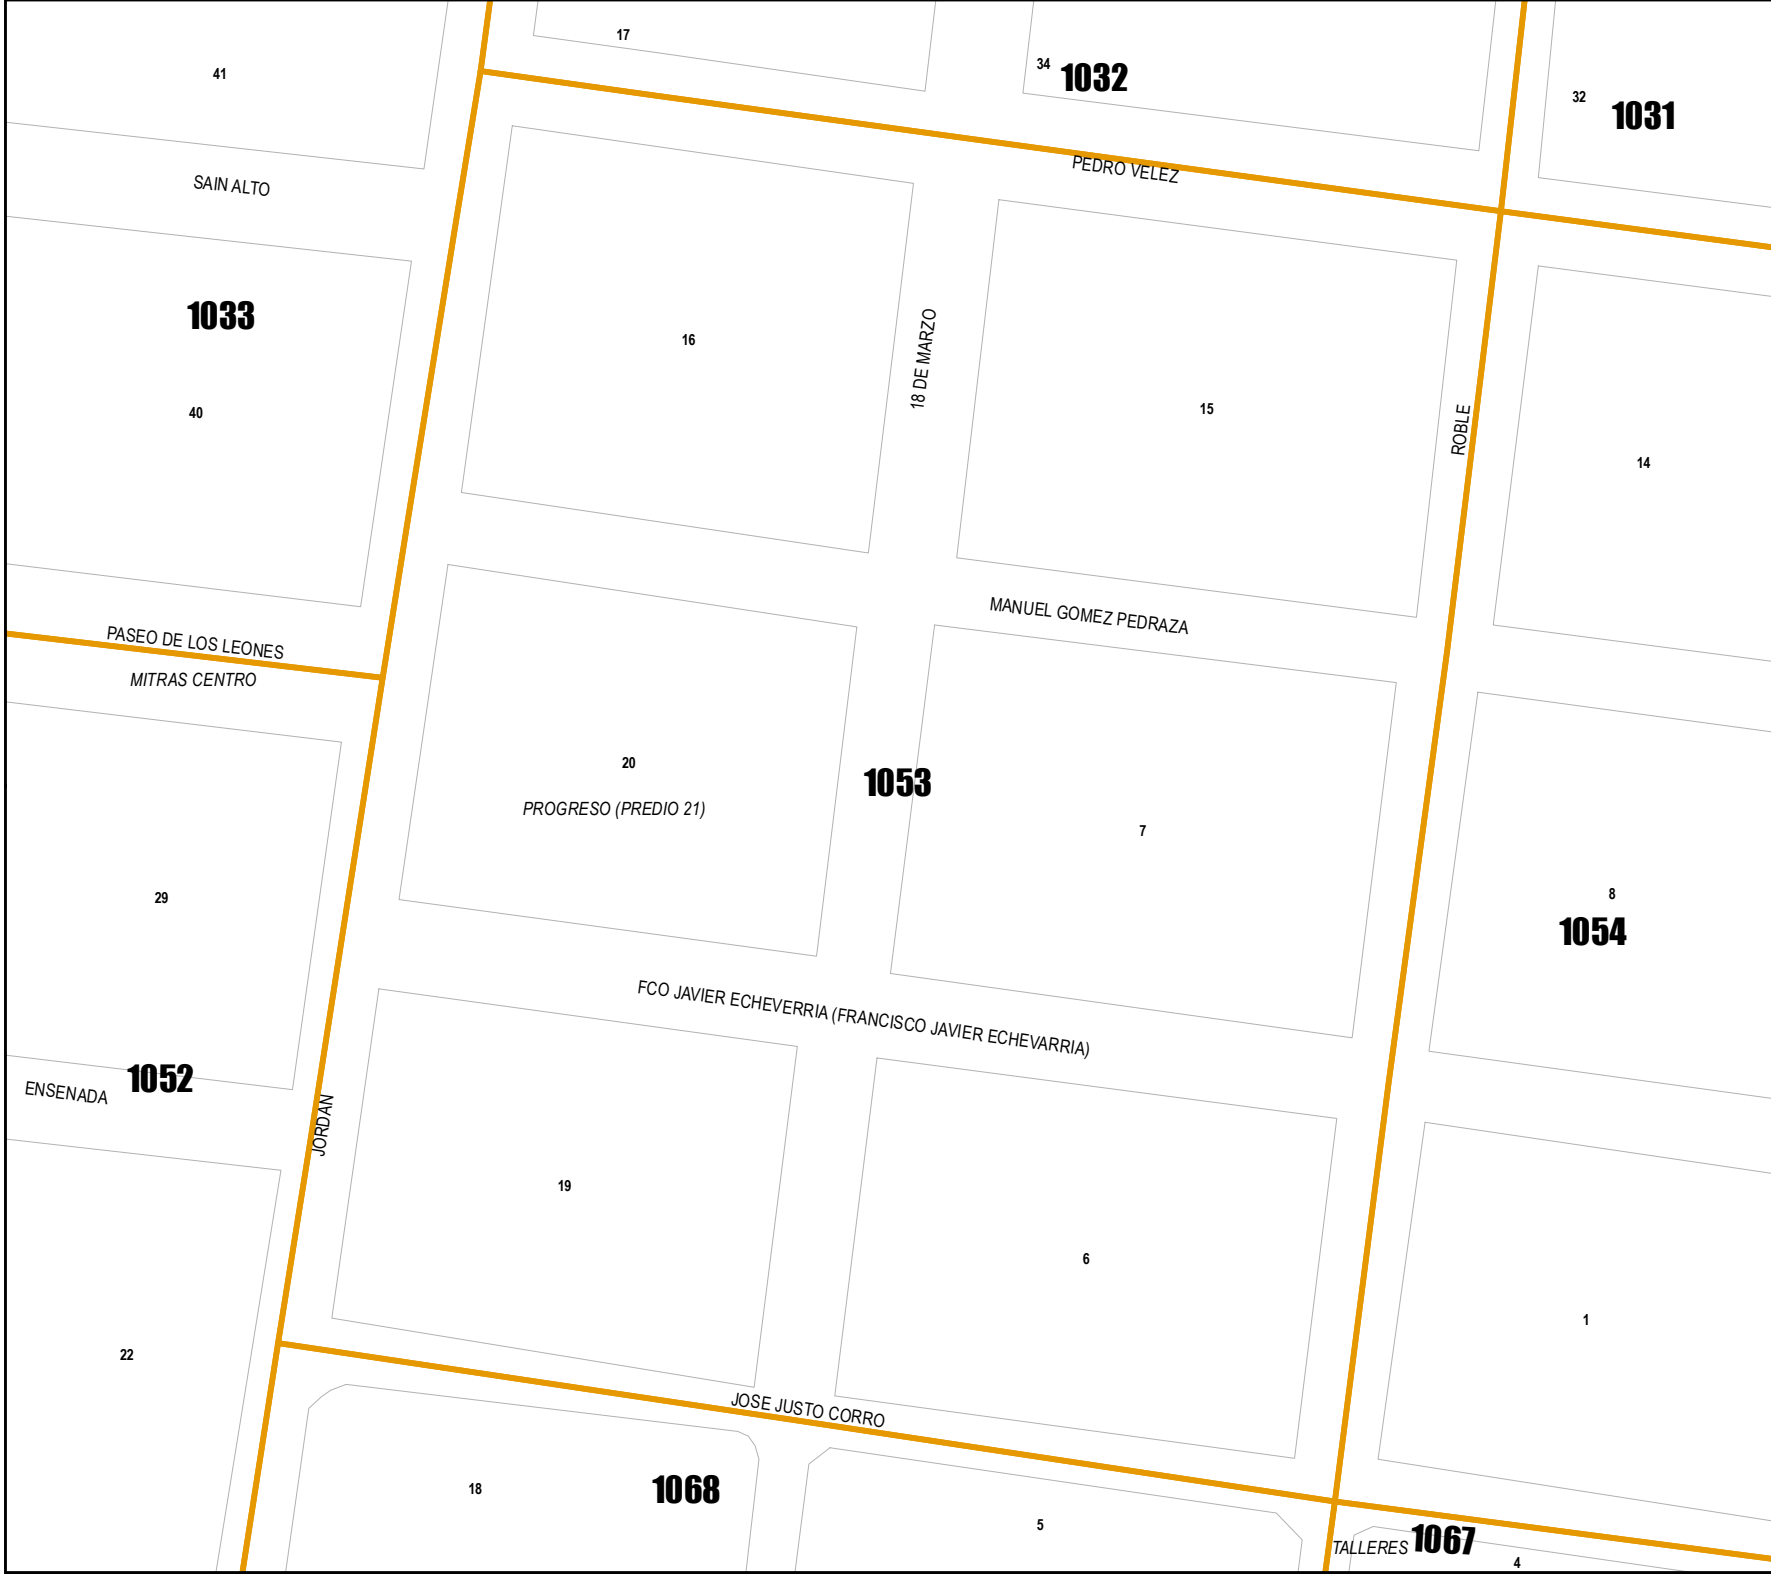 17
34
1032
41
32
1031
PEDRO VELEZ
SAIN ALTO
1033
16
18 DE MARZO
15
ROBLE
40
14
MANUEL GOMEZ PEDRAZA
PASEO DE LOS LEONES
MITRAS CENTRO
20
1053
PROGRESO (PREDIO 21)
7
29
8
1054
FCO JAVIER ECHEVERRIA (FRANCISCO JAVIER ECHEVARRIA)
1052
ENSENADA
JORDAN
19
6
1
22
JOSE JUSTO CORRO
18
1068
5
TALLERES
1067
4